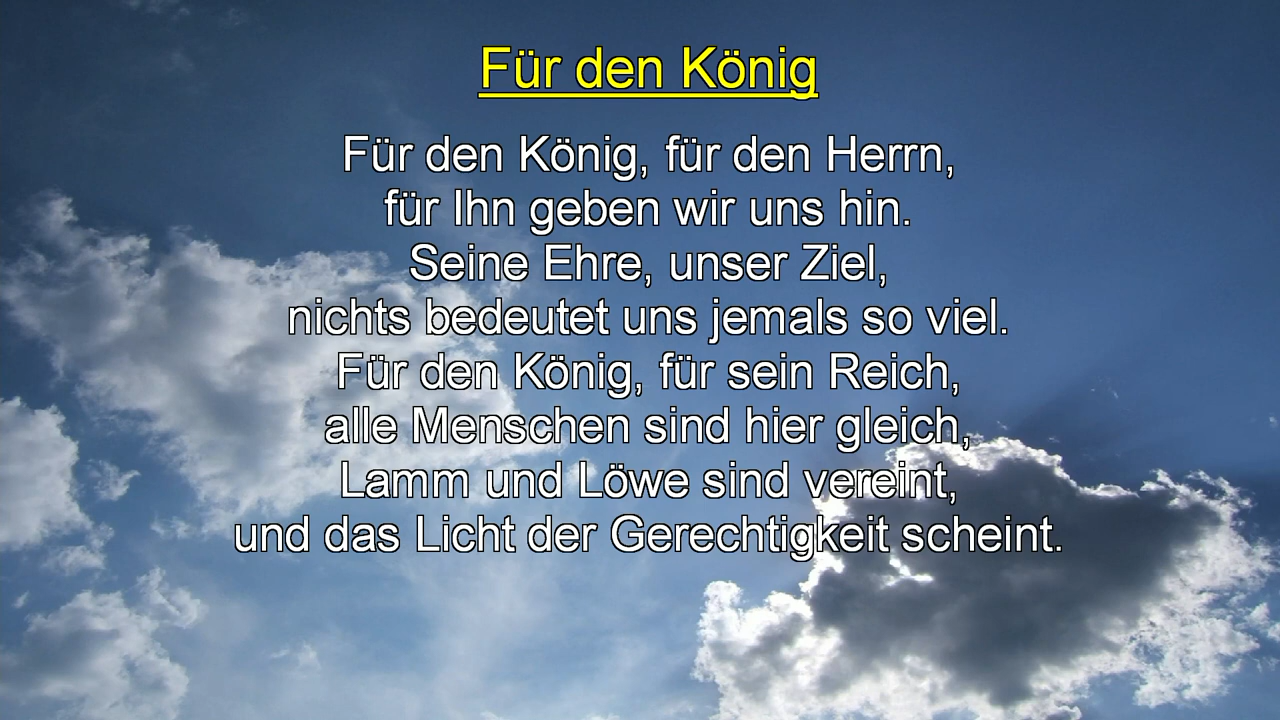 Für den König
Für den König, für den Herrn,
für Ihn geben wir uns hin.
Seine Ehre, unser Ziel,
nichts bedeutet uns jemals so viel.
Für den König, für sein Reich,
alle Menschen sind hier gleich,
Lamm und Löwe sind vereint,
und das Licht der Gerechtigkeit scheint.